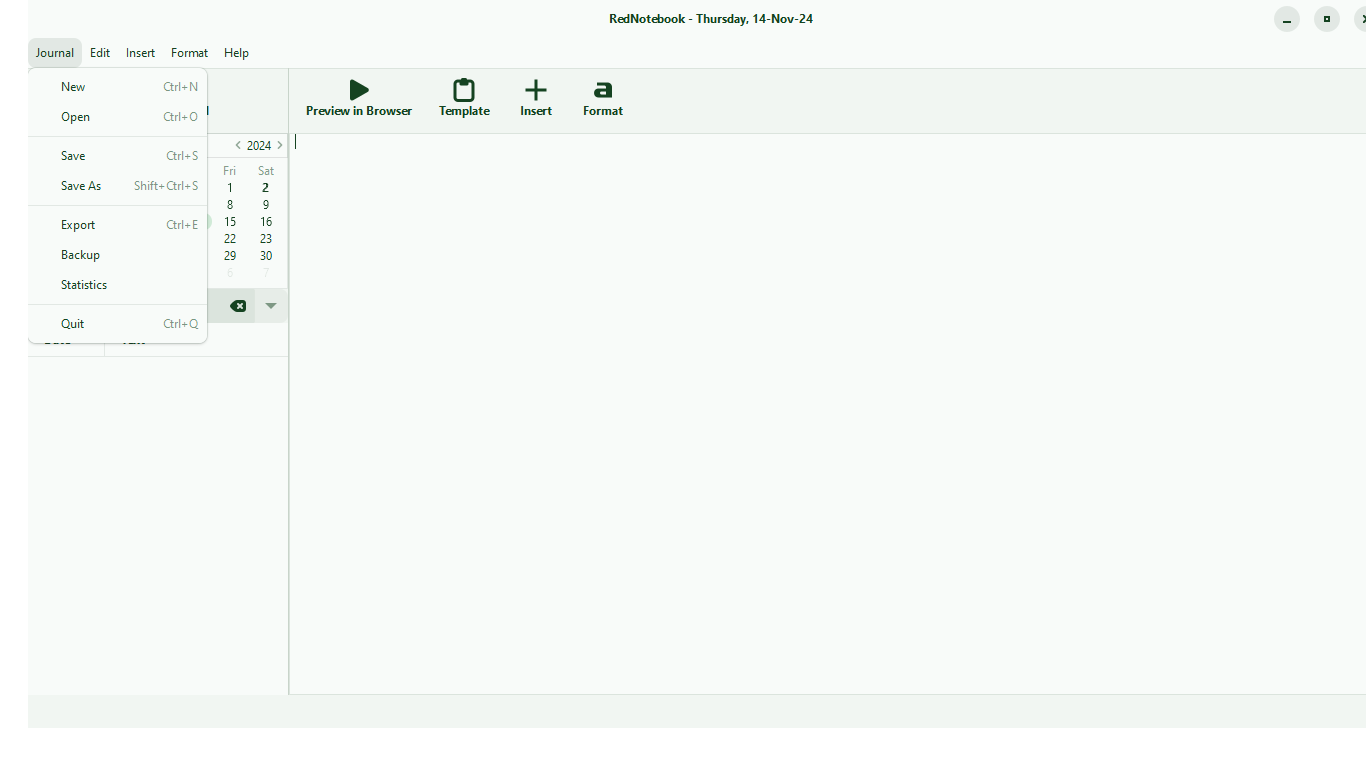 RedNotebook - Thursday, 14-Nov-24
Journal Edit Insert Format Help
New Ctrl+N
Open Ctrl+O
Save Ctrl+S
Save As Shift+Ctrl+S
Export Ctrl+E
Backup
Statistics
Quit Ctrl+Q
Preview in Browser Template Insert Format
2024
Fri Sat
1 2
8 9
15 16
22 23
29 30
6 7